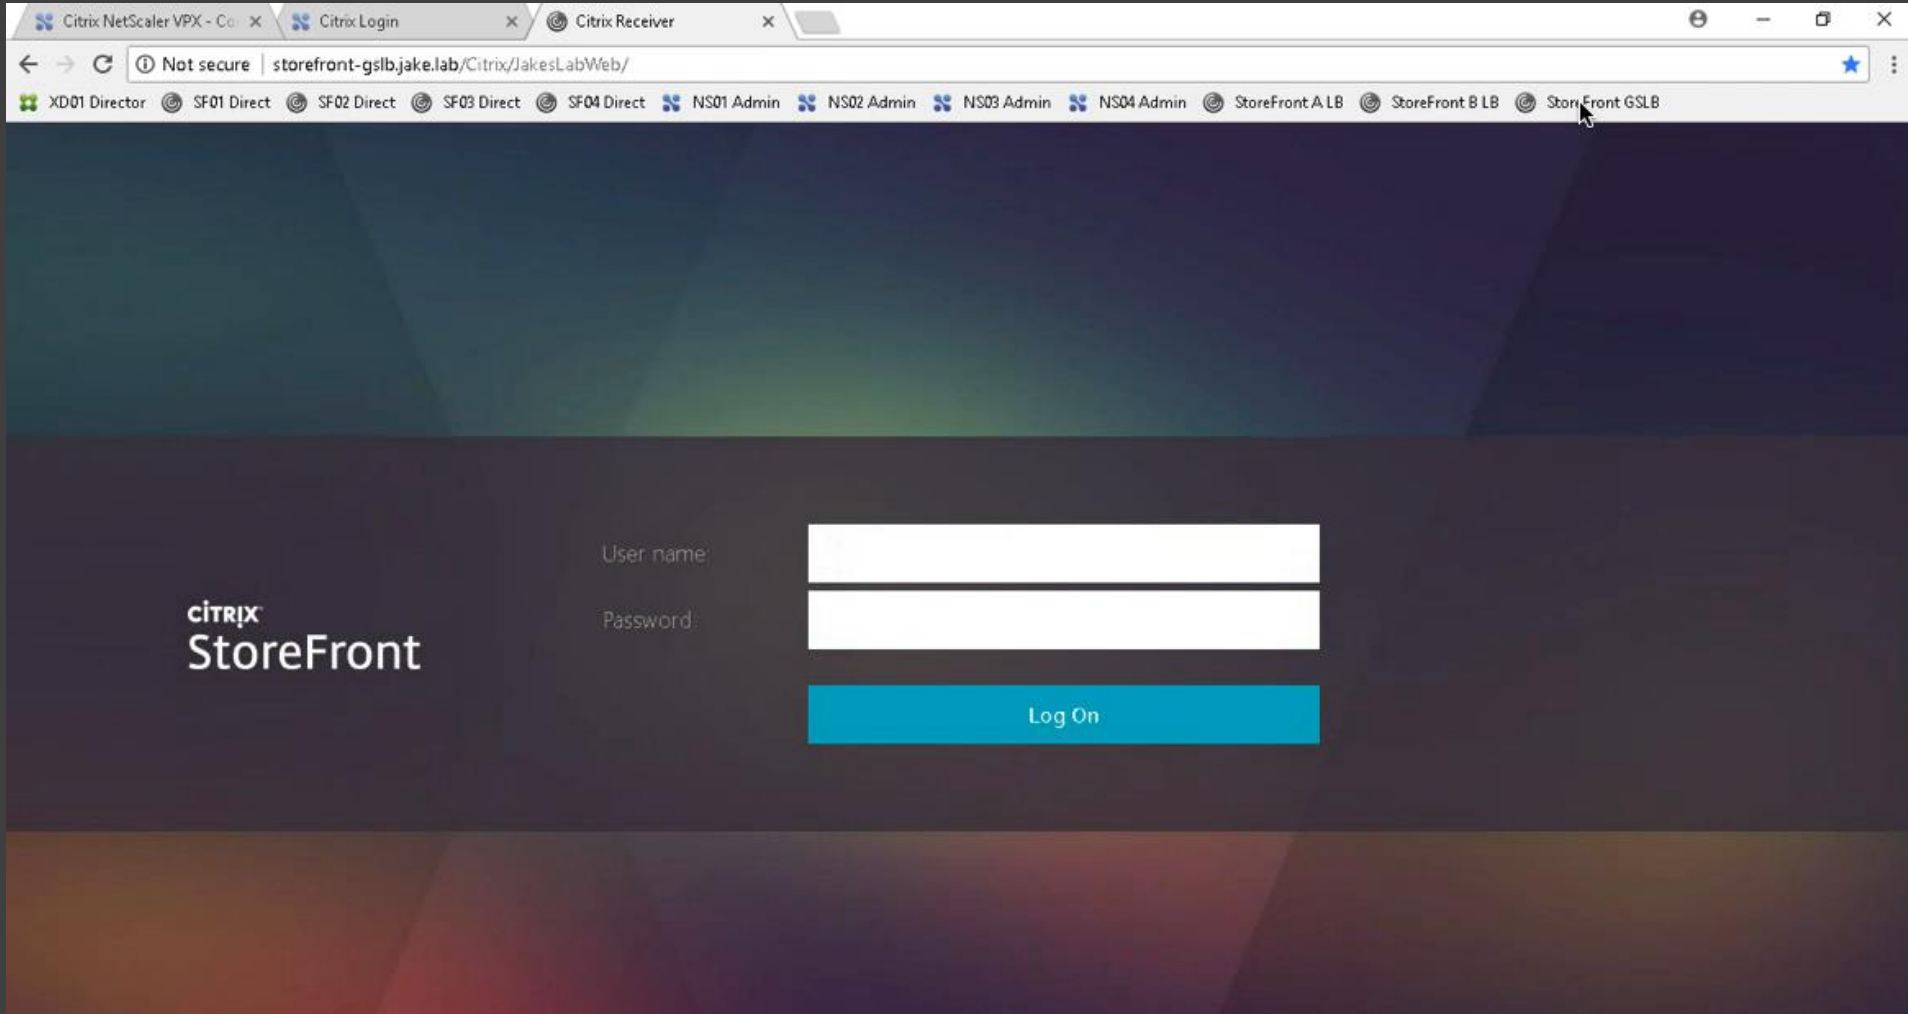 Citrix NetScaler VPX - Co Citrix Login Citrix Receiver
Not secure storefront-gslb.jake.lab/Citrix/JakesLabWeb/
XD01 Director SF01 Direct SF02 Direct SF03 Direct SF04 Direct NS01 Admin NS02 Admin NS03 Admin NS04 Admin StoreFront A LB StoreFront B LB StoreFront GSLB
User name:
Password:
CiTRIX
StoreFront
Log On